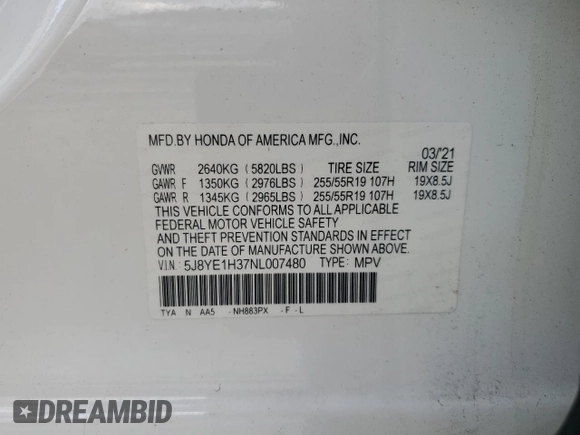 MFD.BY HONDA OF AMERICA MFG.,INC.
03/'21
GVWR 2640KG (5820LBS) TIRE SIZE RIM SIZE
GAWR F 1350KG (2976LBS) 255/55R19 107H 19X8.5J
GAWR R 1345KG (2965LBS) 255/55R19 107H 19X8.5J
THIS VEHICLE CONFORMS TO ALL APPLICABLE
FEDERAL MOTOR VEHICLE SAFETY
AND THEFT PREVENTION STANDARDS IN EFFECT
ON THE DATE OF MANUFACTURE SHOWN ABOVE.
V.I.N: 5J8YE1H37NL007480 TYPE: MPV
TYA N AA5 -NH883PX -F -L
DREAMBID